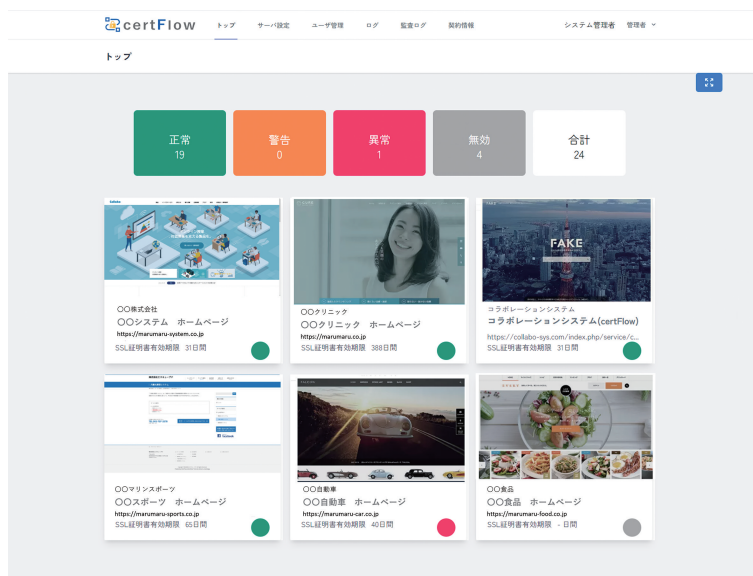 certFlow
トップ サーバ設定 ユーザ管理 ログ 監査ログ 契約情報 システム管理者 管理者
トップ
正常 警告 異常 無効 合計
19 0 1 4 24
FAKE
〇〇株式会社
〇〇システム ホームページ
https://marumaru-system.co.jp
SSL証明書有効期限 31日間
〇〇クリニック
〇〇クリニック ホームページ
https://marumaru.co.jp
SSL証明書有効期限 388日間
コラボレーションシステム
コラボレーションシステム(certFlow)
https://collabo-sys.com/index.php/service/c...
SSL証明書有効期限 31日間
〇〇マリンスポーツ
〇〇スポーツ ホームページ
https://marumaru-sports.co.jp
SSL証明書有効期限 65日間
〇〇自動車
〇〇自動車 ホームページ
https://marumaru-car.co.jp
SSL証明書有効期限 40日間
〇〇食品
〇〇食品 ホームページ
https://marumaru-food.co.jp
SSL証明書有効期限 - 日間